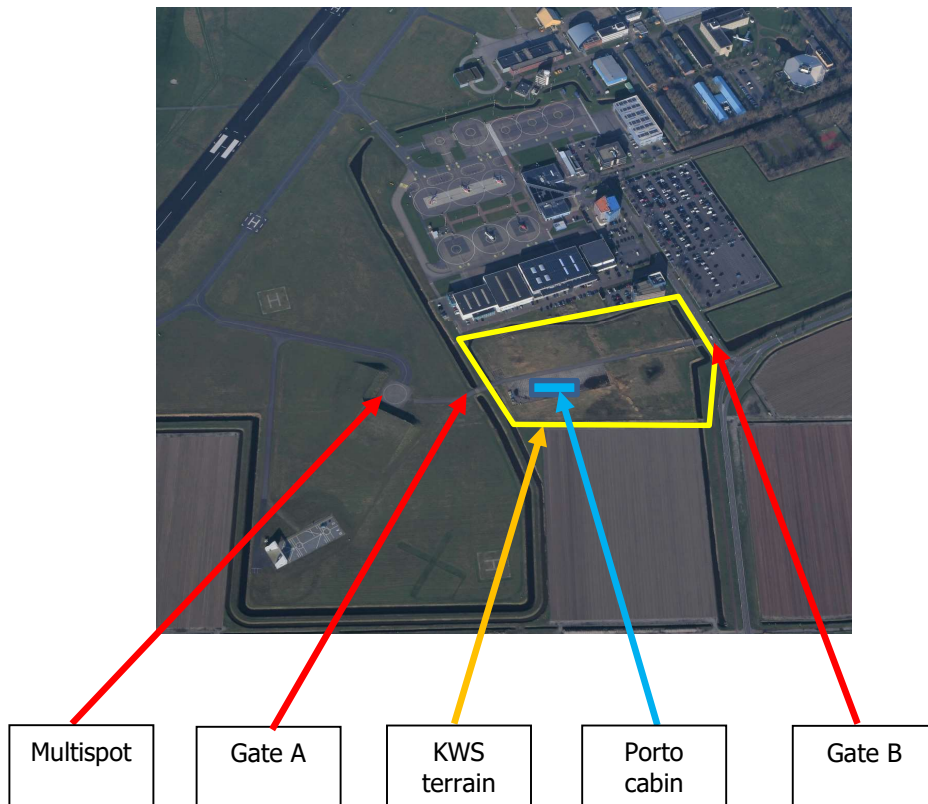 H
H
H
Multispot
Gate A
KWS
terrain
Porto
cabin
Gate B